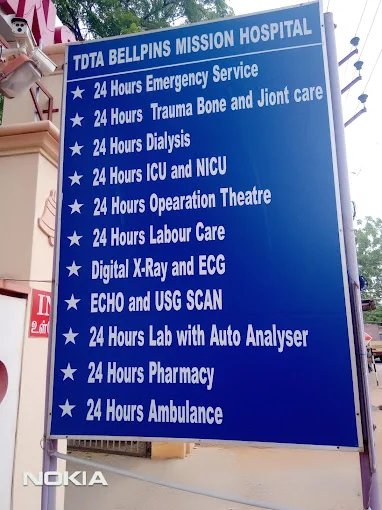 TDTA BELLPINS MISSION HOSPITAL
★ 24 Hours Emergency Service
★ 24 Hours Trauma Bone and Jiont care
★ 24 Hours Dialysis
★ 24 Hours ICU and NICU
★ 24 Hours Opearation Theatre
★ 24 Hours Labour Care
★ Digital X-Ray and ECG
★ ECHO and USG SCAN
★ 24 Hours Lab with Auto Analyser
★ 24 Hours Pharmacy
★ 24 Hours Ambulance
NOKIA